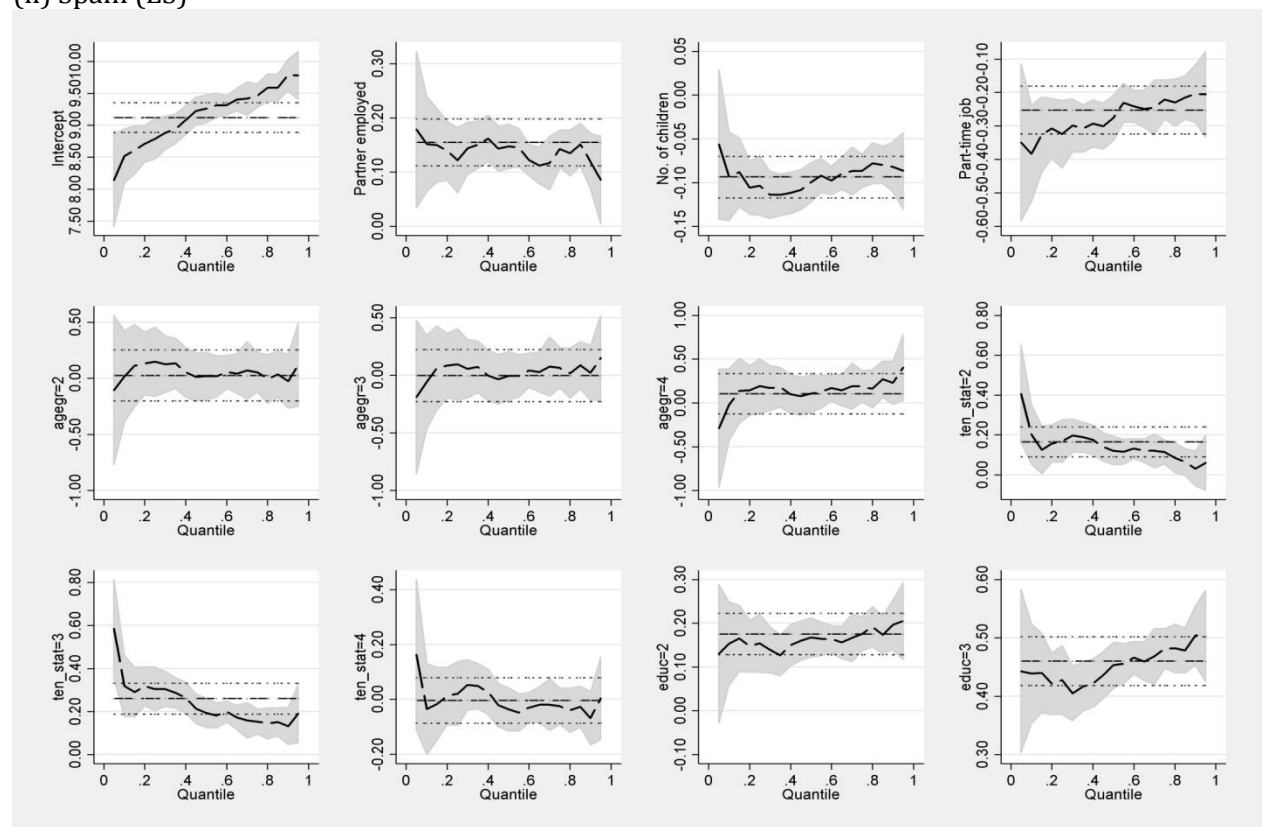 Spain (ES)
Intercept
7.50 8.00 8.50 9.00 9.50 10.00
0 .2 .4 .6 .8 1
Quantile
Partner employed
0.00 0.10 0.20 0.30
0 .2 .4 .6 .8 1
Quantile
No. of children
-0.15 -0.10 -0.05 0.00 0.05
0 .2 .4 .6 .8 1
Quantile
Part-time job
-0.60 -0.50 -0.40 -0.30 -0.20 -0.10
0 .2 .4 .6 .8 1
Quantile
agegr=2
-1.00 -0.50 0.00 0.50
0 .2 .4 .6 .8 1
Quantile
agegr=3
-1.00 -0.50 0.00 0.50
0 .2 .4 .6 .8 1
Quantile
agegr=4
-1.00 -0.50 0.00 0.50 1.00
0 .2 .4 .6 .8 1
Quantile
ten_stat=2
0.00 0.20 0.40 0.60 0.80
0 .2 .4 .6 .8 1
Quantile
ten_stat=3
0.00 0.20 0.40 0.60 0.80
0 .2 .4 .6 .8 1
Quantile
ten_stat=4
-0.20 0.00 0.20 0.40
0 .2 .4 .6 .8 1
Quantile
educ=2
-0.10 0.00 0.10 0.20 0.30
0 .2 .4 .6 .8 1
Quantile
educ=3
0.30 0.40 0.50 0.60
0 .2 .4 .6 .8 1
Quantile